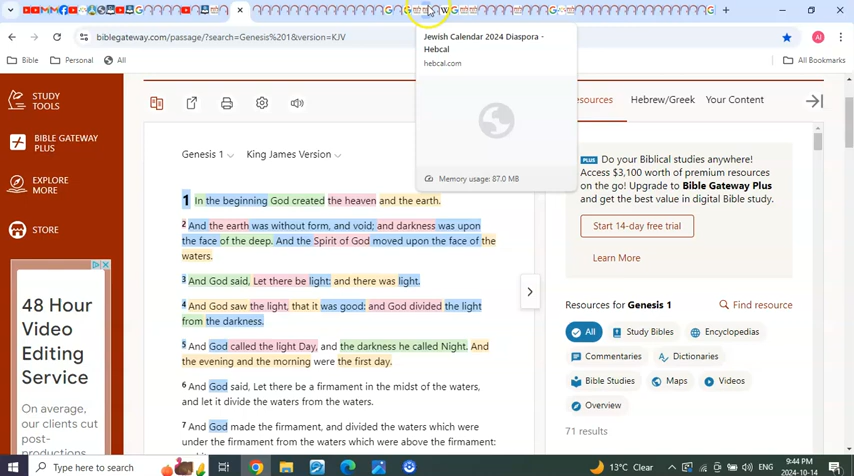 biblegateway.com/passage/?search=Genesis%201&version=KJV
Bible
Personal
All
All Bookmarks
Jewish Calendar 2024 Diaspora -
Hebcal
hebcal.com
Memory usage: 87.0 MB
STUDY
TOOLS
BIBLE GATEWAY
PLUS
EXPLORE
MORE
STORE
48 Hour
Video
Editing
Service
On average,
our clients cut
post-
Genesis 1
King James Version
1 In the beginning God created the heaven and the earth.
2 And the earth was without form, and void; and darkness was upon
the face of the deep. And the Spirit of God moved upon the face of the
waters.
3 And God said, Let there be light: and there was light.
4 And God saw the light, that it was good: and God divided the light
from the darkness.
5 And God called the light Day, and the darkness he called Night. And
the evening and the morning were the first day.
6 And God said, Let there be a firmament in the midst of the waters,
and let it divide the waters from the waters.
7 And God made the firmament, and divided the waters which were
under the firmament from the waters which were above the firmament:
Hebrew/Greek
Your Content
PLUS Do your Biblical studies anywhere!
Access $3,100 worth of premium resources
on the go! Upgrade to Bible Gateway Plus
and get the best value in digital Bible study.
Start 14-day free trial
Learn More
Resources for Genesis 1
Find resource
All
Study Bibles
Encyclopedias
Commentaries
Dictionaries
Bible Studies
Maps
Videos
Overview
71 results
Type here to search
13°C Clear
ENG
9:44 PM
2024-10-14